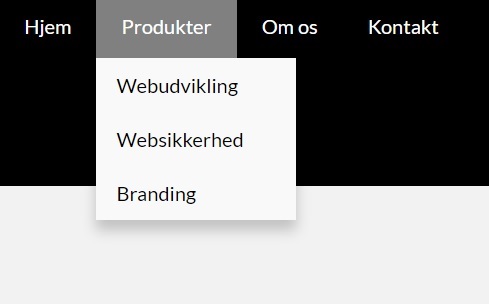 Hjem Produkter Om os Kontakt
Webudvikling
Websikkerhed
Branding